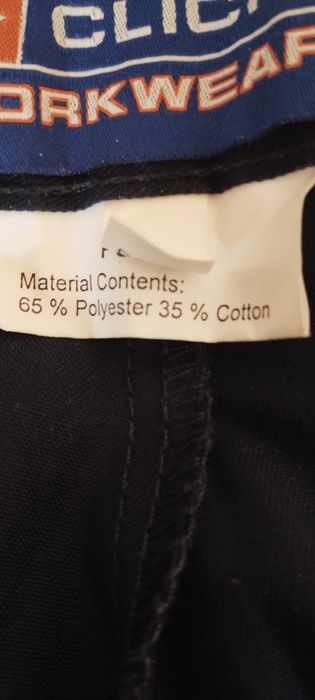 CLIC
ORKWEAR
Material Contents:
65 % Polyester 35 % Cotton